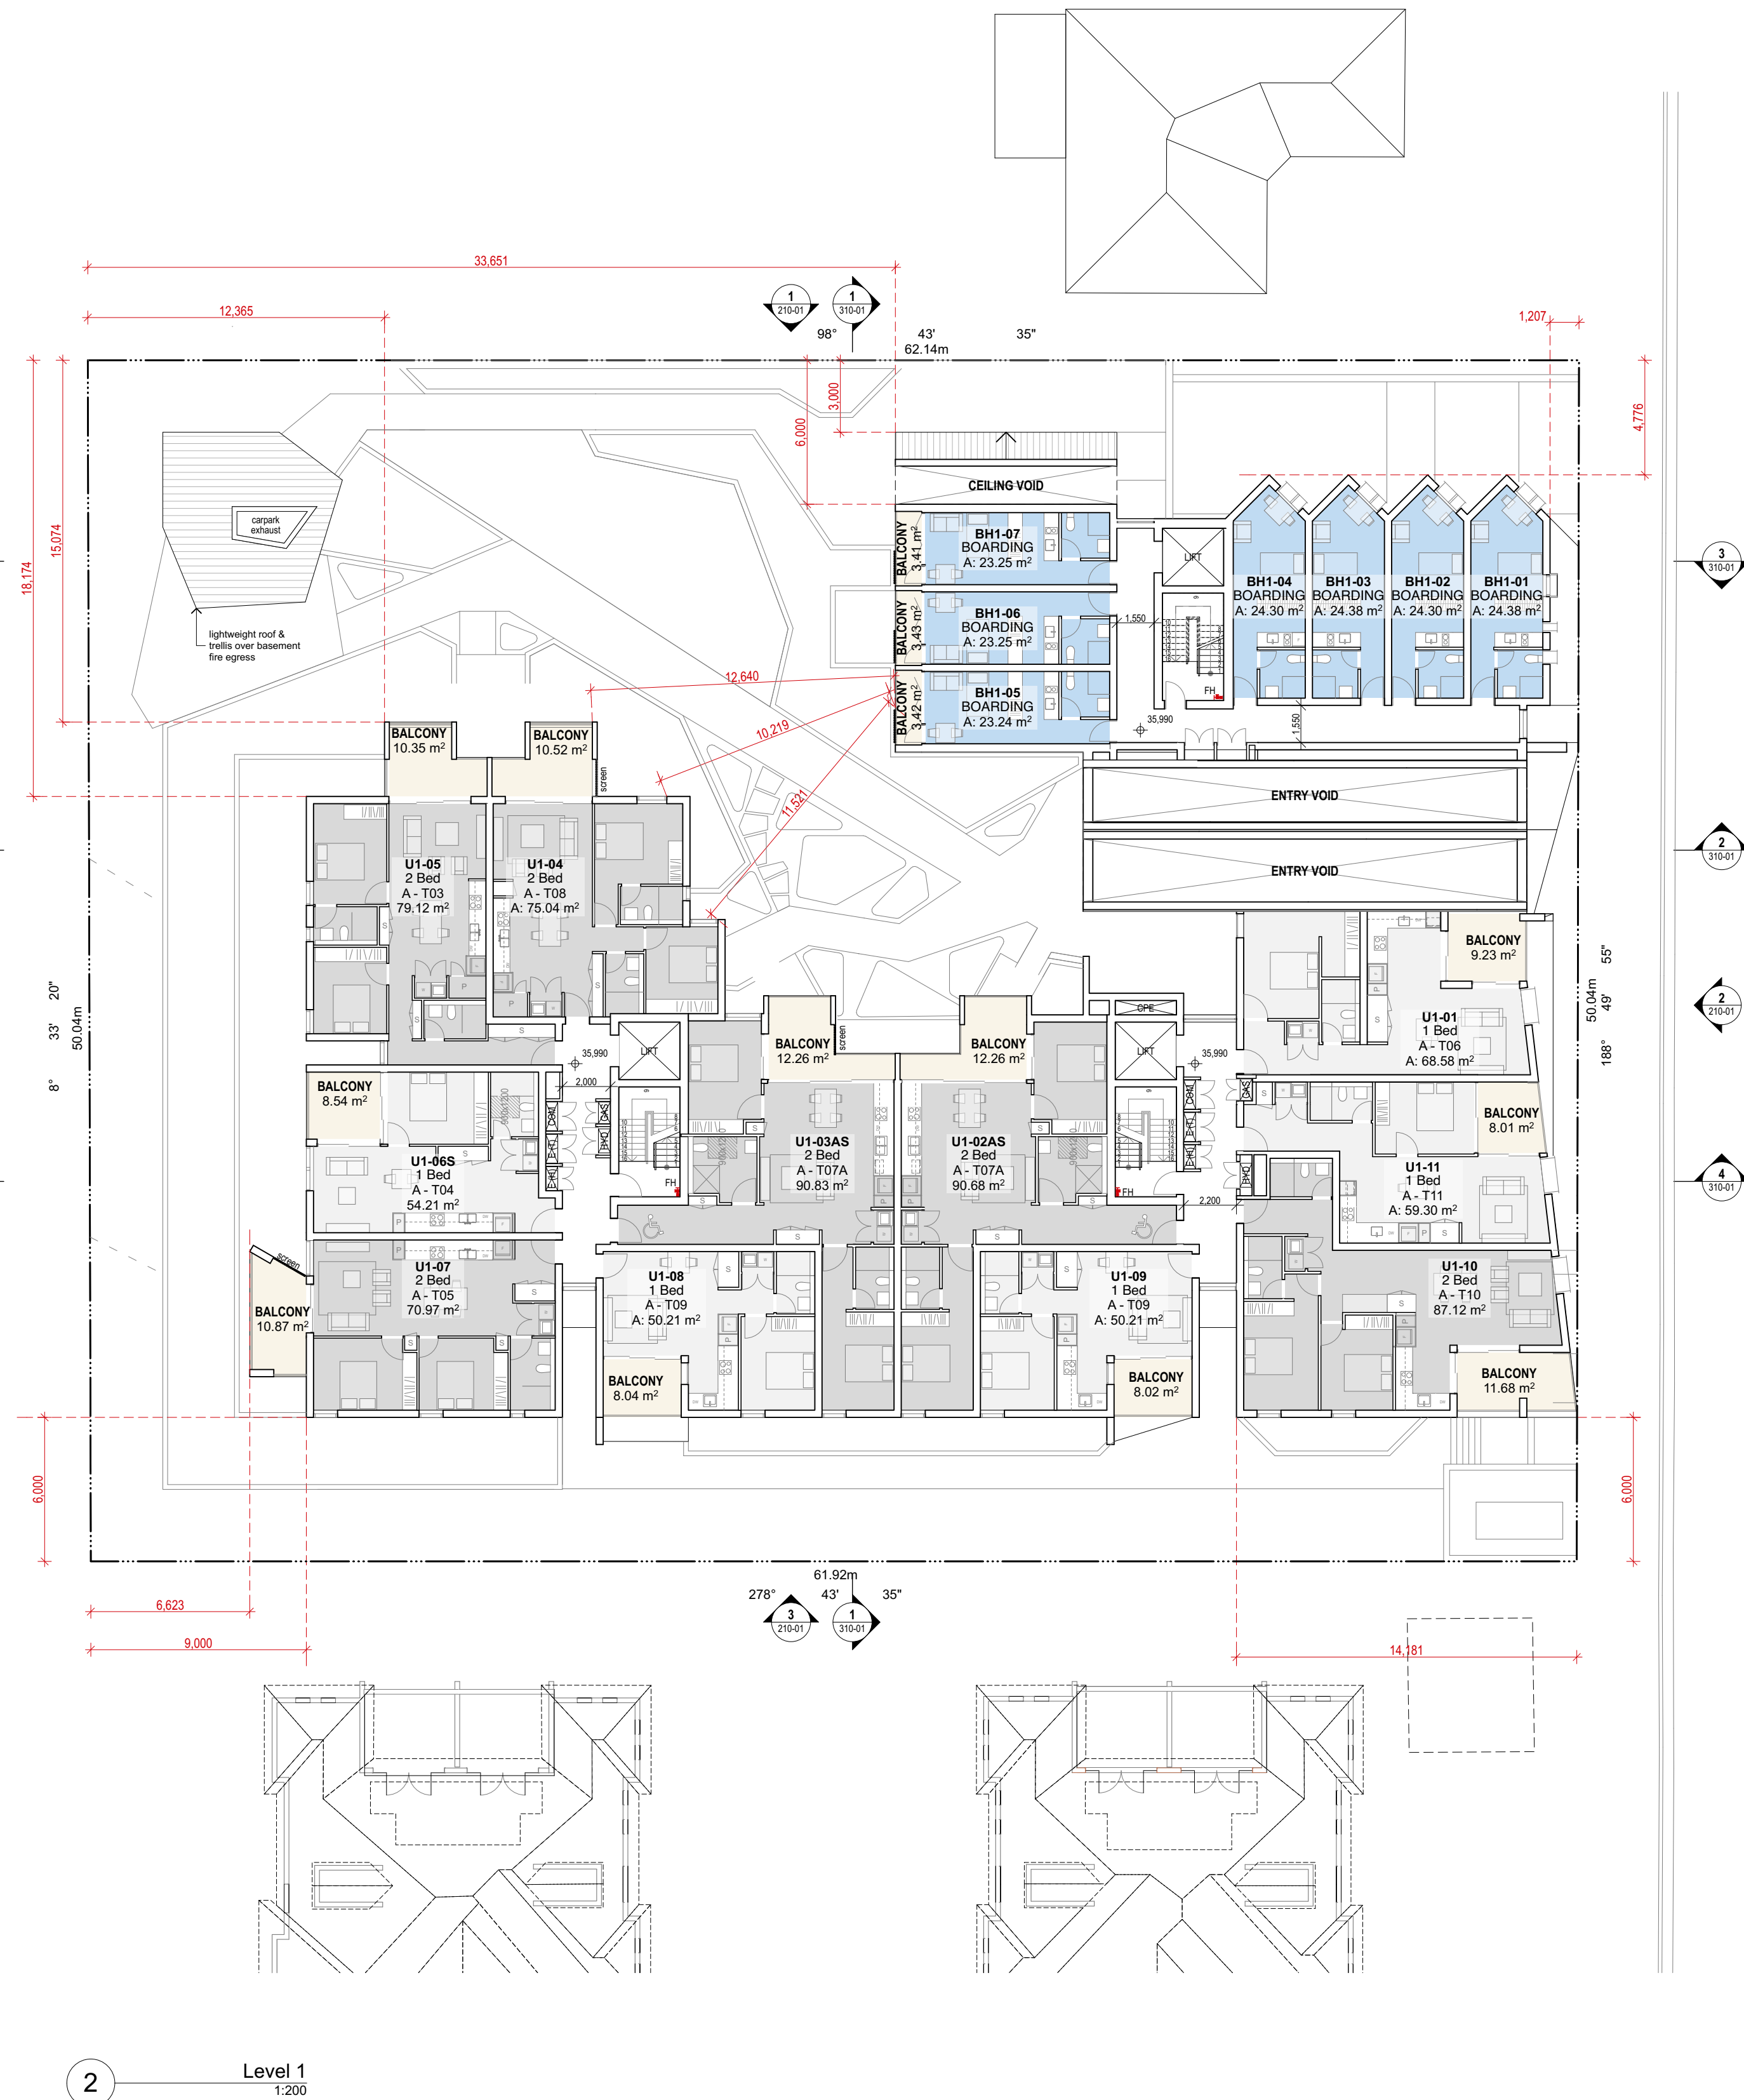 33,651
12,365
1
210-01
1
310-01
98° 43' 35"
62.14m
1,207
3,000
6,000
4,776
15,074
18,174
carpark
exhaust
lightweight roof &
trellis over basement
fire egress
CEILING VOID
BALCONY
3.41 m²
BH1-07
BOARDING
A: 23.25 m²
BALCONY
3.43 m²
BH1-06
BOARDING
A: 23.25 m²
BALCONY
3.42 m²
BH1-05
BOARDING
A: 23.24 m²
LIFT
1,550
FH
35,990
1,550
BH1-04
BOARDING
A: 24.30 m²
BH1-03
BOARDING
A: 24.38 m²
BH1-02
BOARDING
A: 24.30 m²
BH1-01
BOARDING
A: 24.38 m²
3
310-01
12,640
10,219
11,521
ENTRY VOID
ENTRY VOID
2
310-01
BALCONY
10.35 m²
BALCONY
10.52 m²
screen
U1-05
2 Bed
A - T03
79.12 m²
U1-04
2 Bed
A - T08
A: 75.04 m²
S
P
P
S
S
8° 33' 20"
50.04m
BALCONY
9.23 m²
P
S
U1-01
1 Bed
A - T06
A: 68.58 m²
50.04m
188° 49' 55"
2
210-01
LIFT
35,990
2,000
BALCONY
12.26 m²
screen
BALCONY
12.26 m²
CPE
LIFT
35,990
BALCONY
8.54 m²
900x1200
COM
GAS
S
U1-06S
1 Bed
A - T04
54.21 m²
P
FH
U1-03AS
2 Bed
A - T07A
90.83 m²
S
P
S
S
U1-02AS
2 Bed
A - T07A
90.68 m²
S
P
S
S
FH
COM
GAS
2,200
S
BALCONY
8.01 m²
U1-11
1 Bed
A - T11
A: 59.30 m²
P
S
4
310-01
screen
BALCONY
10.87 m²
P
U1-07
2 Bed
A - T05
70.97 m²
S
S
S
U1-08
1 Bed
A - T09
A: 50.21 m²
S
P
BALCONY
8.04 m²
U1-09
1 Bed
A - T09
A: 50.21 m²
S
P
BALCONY
8.02 m²
U1-10
2 Bed
A - T10
87.12 m²
S
P
BALCONY
11.68 m²
6,000
6,000
61.92m
278° 43' 35"
3
210-01
1
310-01
6,623
9,000
14,181
2
Level 1
1:200